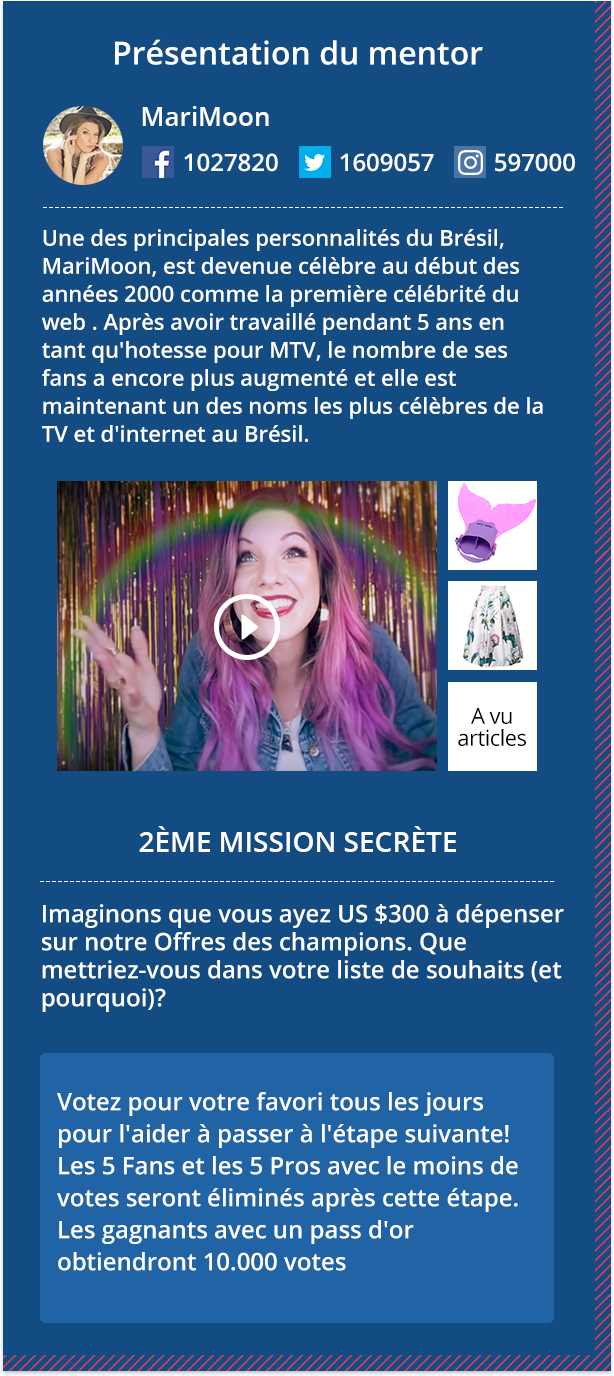 Présentation du mentor
MariMoon
1027820 1609057 597000
Une des principales personnalités du Brésil,
MariMoon, est devenue célèbre au début des
années 2000 comme la première célébrité du
web . Après avoir travaillé pendant 5 ans en
tant qu'hotesse pour MTV, le nombre de ses
fans a encore plus augmenté et elle est
maintenant un des noms les plus célèbres de la
TV et d'internet au Brésil.
A vu
articles
2ÈME MISSION SECRÈTE
Imaginons que vous ayez US $300 à dépenser
sur notre Offres des champions. Que
mettriez-vous dans votre liste de souhaits (et
pourquoi)?
Votez pour votre favori tous les jours
pour l'aider à passer à l'étape suivante!
Les 5 Fans et les 5 Pros avec le moins de
votes seront éliminés après cette étape.
Les gagnants avec un pass d'or
obtiendront 10.000 votes